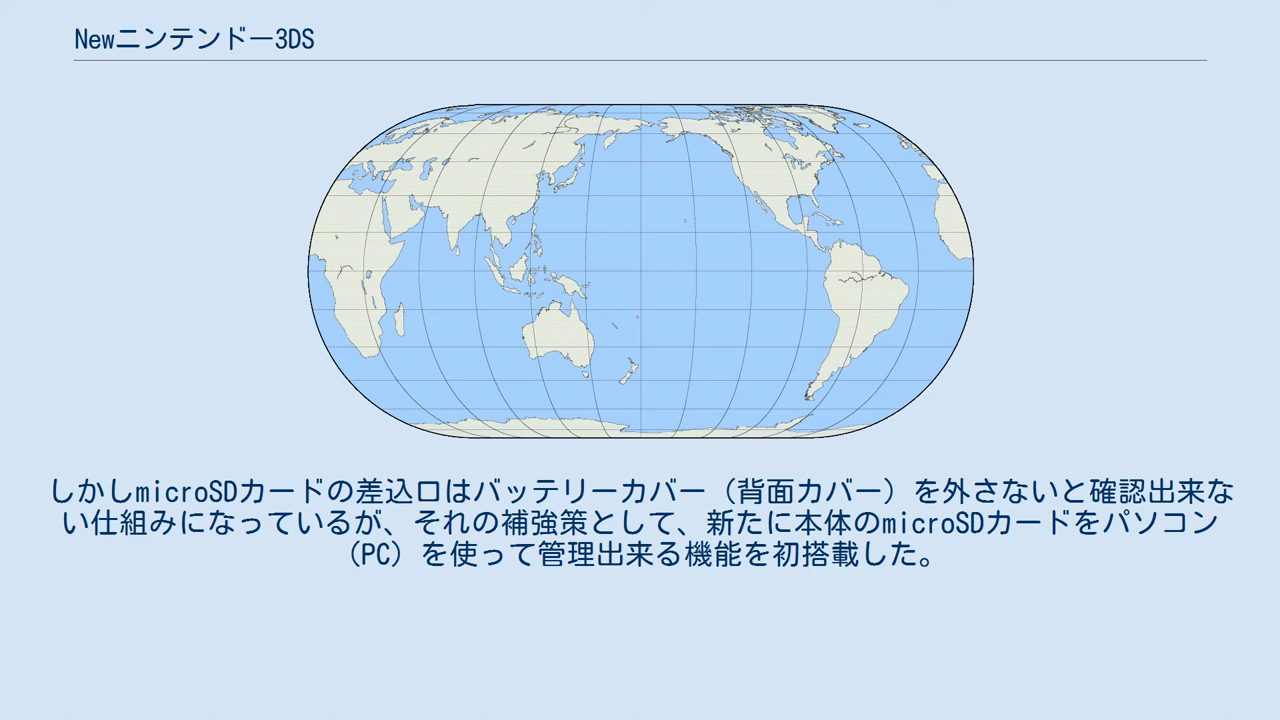 Newニンテンドー3DS
しかしmicroSDカードの差込口はバッテリーカバー（背面カバー）を外さないと確認出来な
い仕組みになっているが、それの補強策として、新たに本体のmicroSDカードをパソコン
（PC）を使って管理出来る機能を初搭載した。